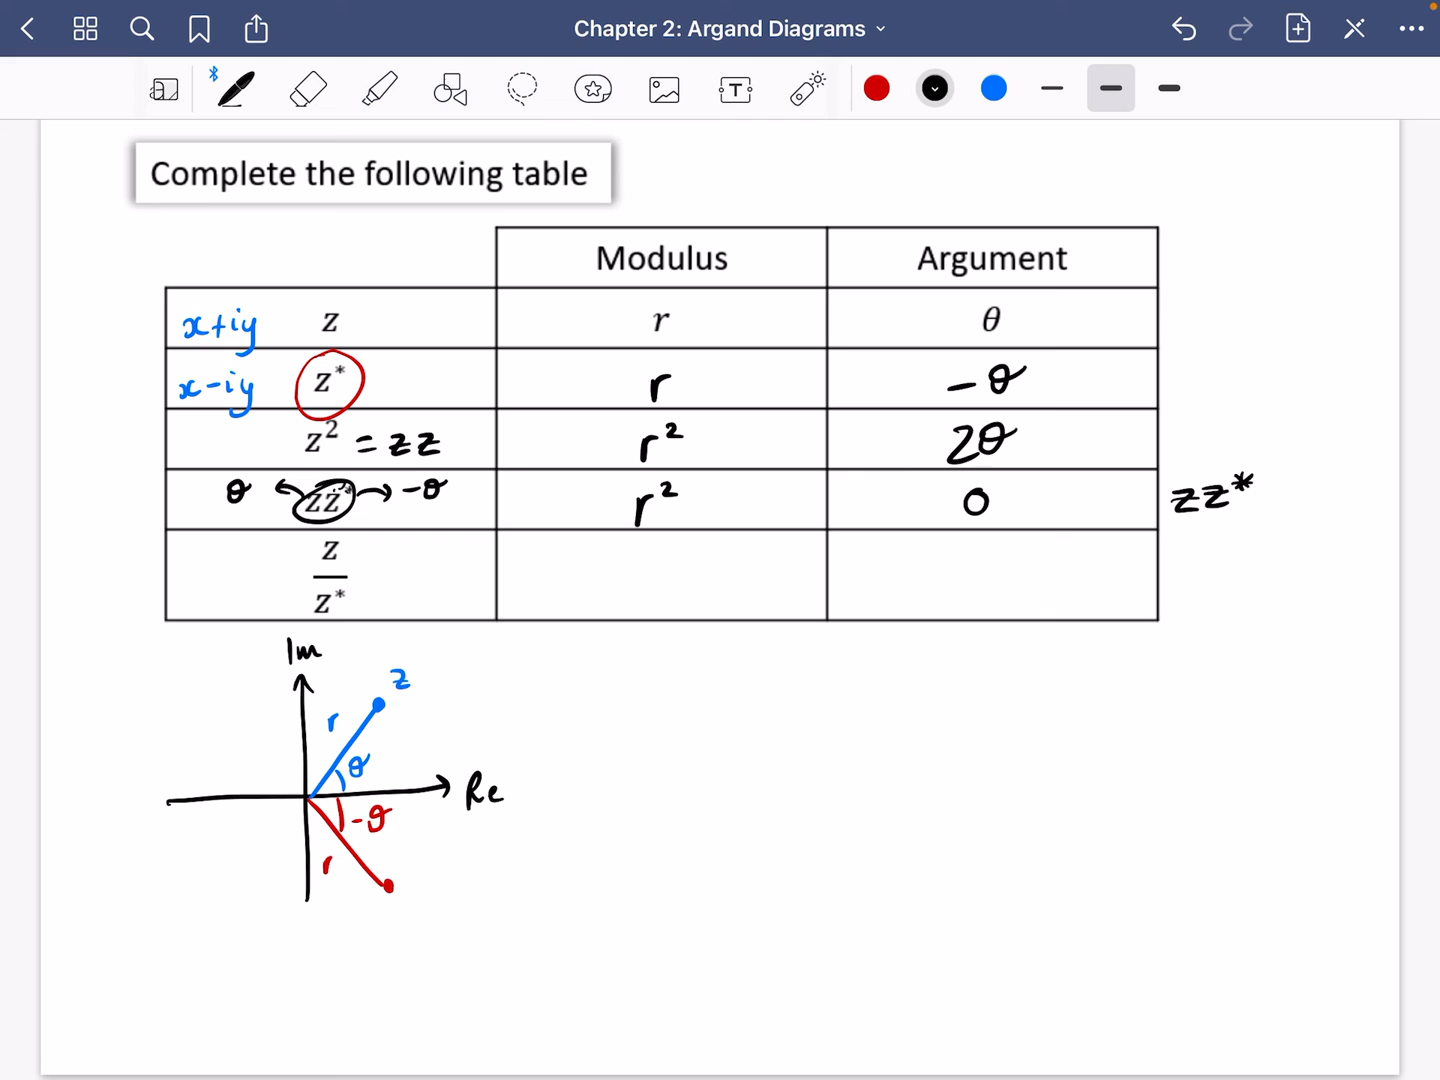 Chapter 2: Argand Diagrams
Complete the following table
Modulus Argument
x+iy z r θ
x-iy z* r -θ
z² = zz r² 2θ
θ zz* -θ r² 0 zz*
z
z*
Im
z
r
θ
Re
-θ
r